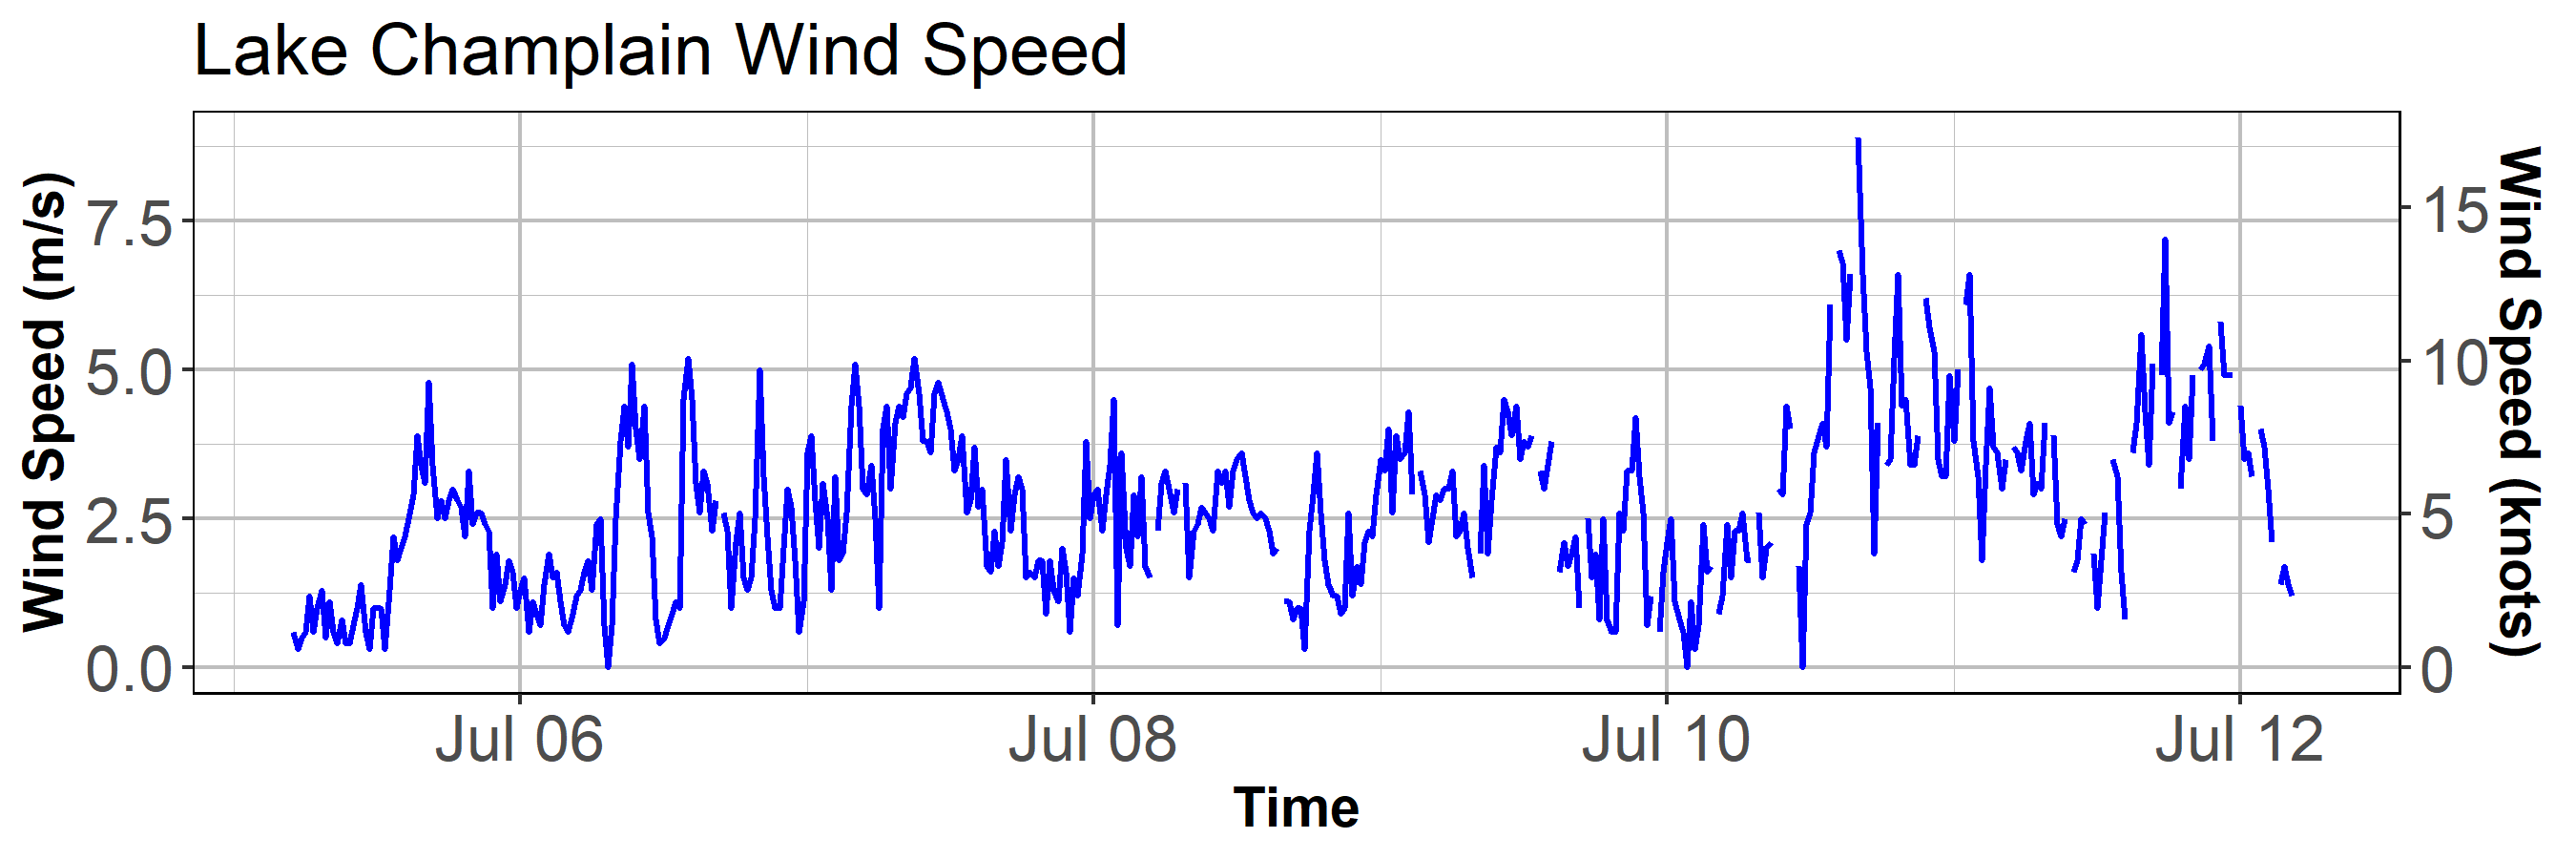 Lake Champlain Wind Speed
Wind Speed (m/s)
7.5
5.0
2.5
0.0
15
10
5
0
Wind Speed (knots)
Jul 06 Jul 08 Jul 10 Jul 12
Time